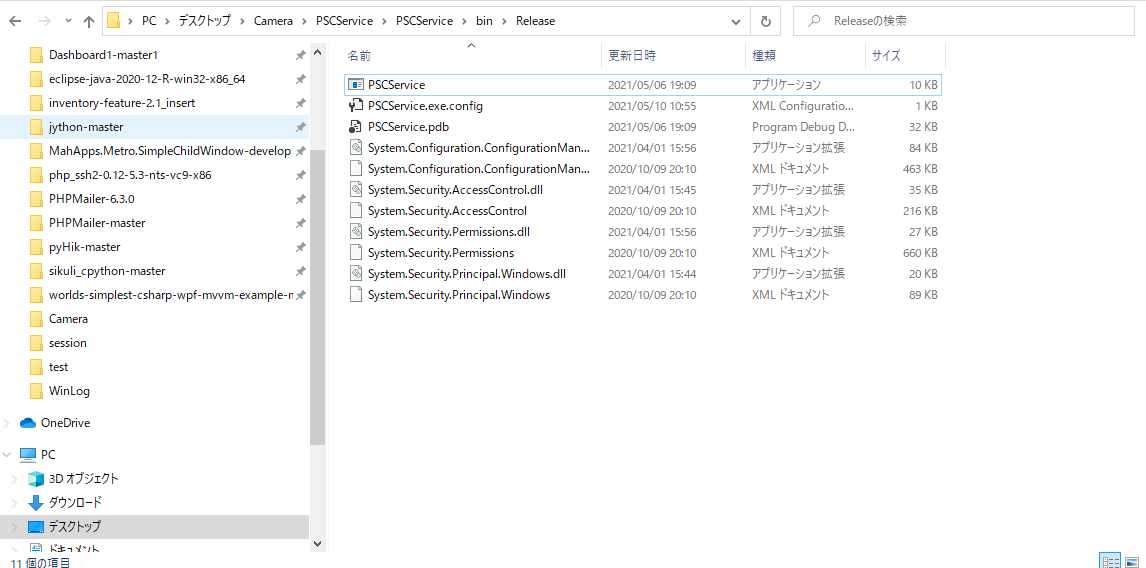 PC › デスクトップ › Camera › PSCService › PSCService › bin › Release
Releaseの検索
Dashboard1-master1
eclipse-java-2020-12-R-win32-x86_64
inventory-feature-2.1_insert
jython-master
MahApps.Metro.SimpleChildWindow-develop
php_ssh2-0.12-5.3-nts-vc9-x86
PHPMailer-6.3.0
PHPMailer-master
pyHik-master
sikuli_cpython-master
worlds-simplest-csharp-wpf-mvvm-example-r
Camera
session
test
WinLog
OneDrive
PC
3D オブジェクト
ダウンロード
デスクトップ
ドキュメント
名前 更新日時 種類 サイズ
PSCService 2021/05/06 19:09 アプリケーション 10 KB
PSCService.exe.config 2021/05/10 10:55 XML Configuratio... 1 KB
PSCService.pdb 2021/05/06 19:09 Program Debug D... 32 KB
System.Configuration.ConfigurationMan... 2021/04/01 15:56 アプリケーション拡張 84 KB
System.Configuration.ConfigurationMan... 2020/10/09 20:10 XML ドキュメント 463 KB
System.Security.AccessControl.dll 2021/04/01 15:45 アプリケーション拡張 35 KB
System.Security.AccessControl 2020/10/09 20:10 XML ドキュメント 216 KB
System.Security.Permissions.dll 2021/04/01 15:56 アプリケーション拡張 27 KB
System.Security.Permissions 2020/10/09 20:10 XML ドキュメント 660 KB
System.Security.Principal.Windows.dll 2021/04/01 15:44 アプリケーション拡張 20 KB
System.Security.Principal.Windows 2020/10/09 20:10 XML ドキュメント 89 KB
11 個の項目